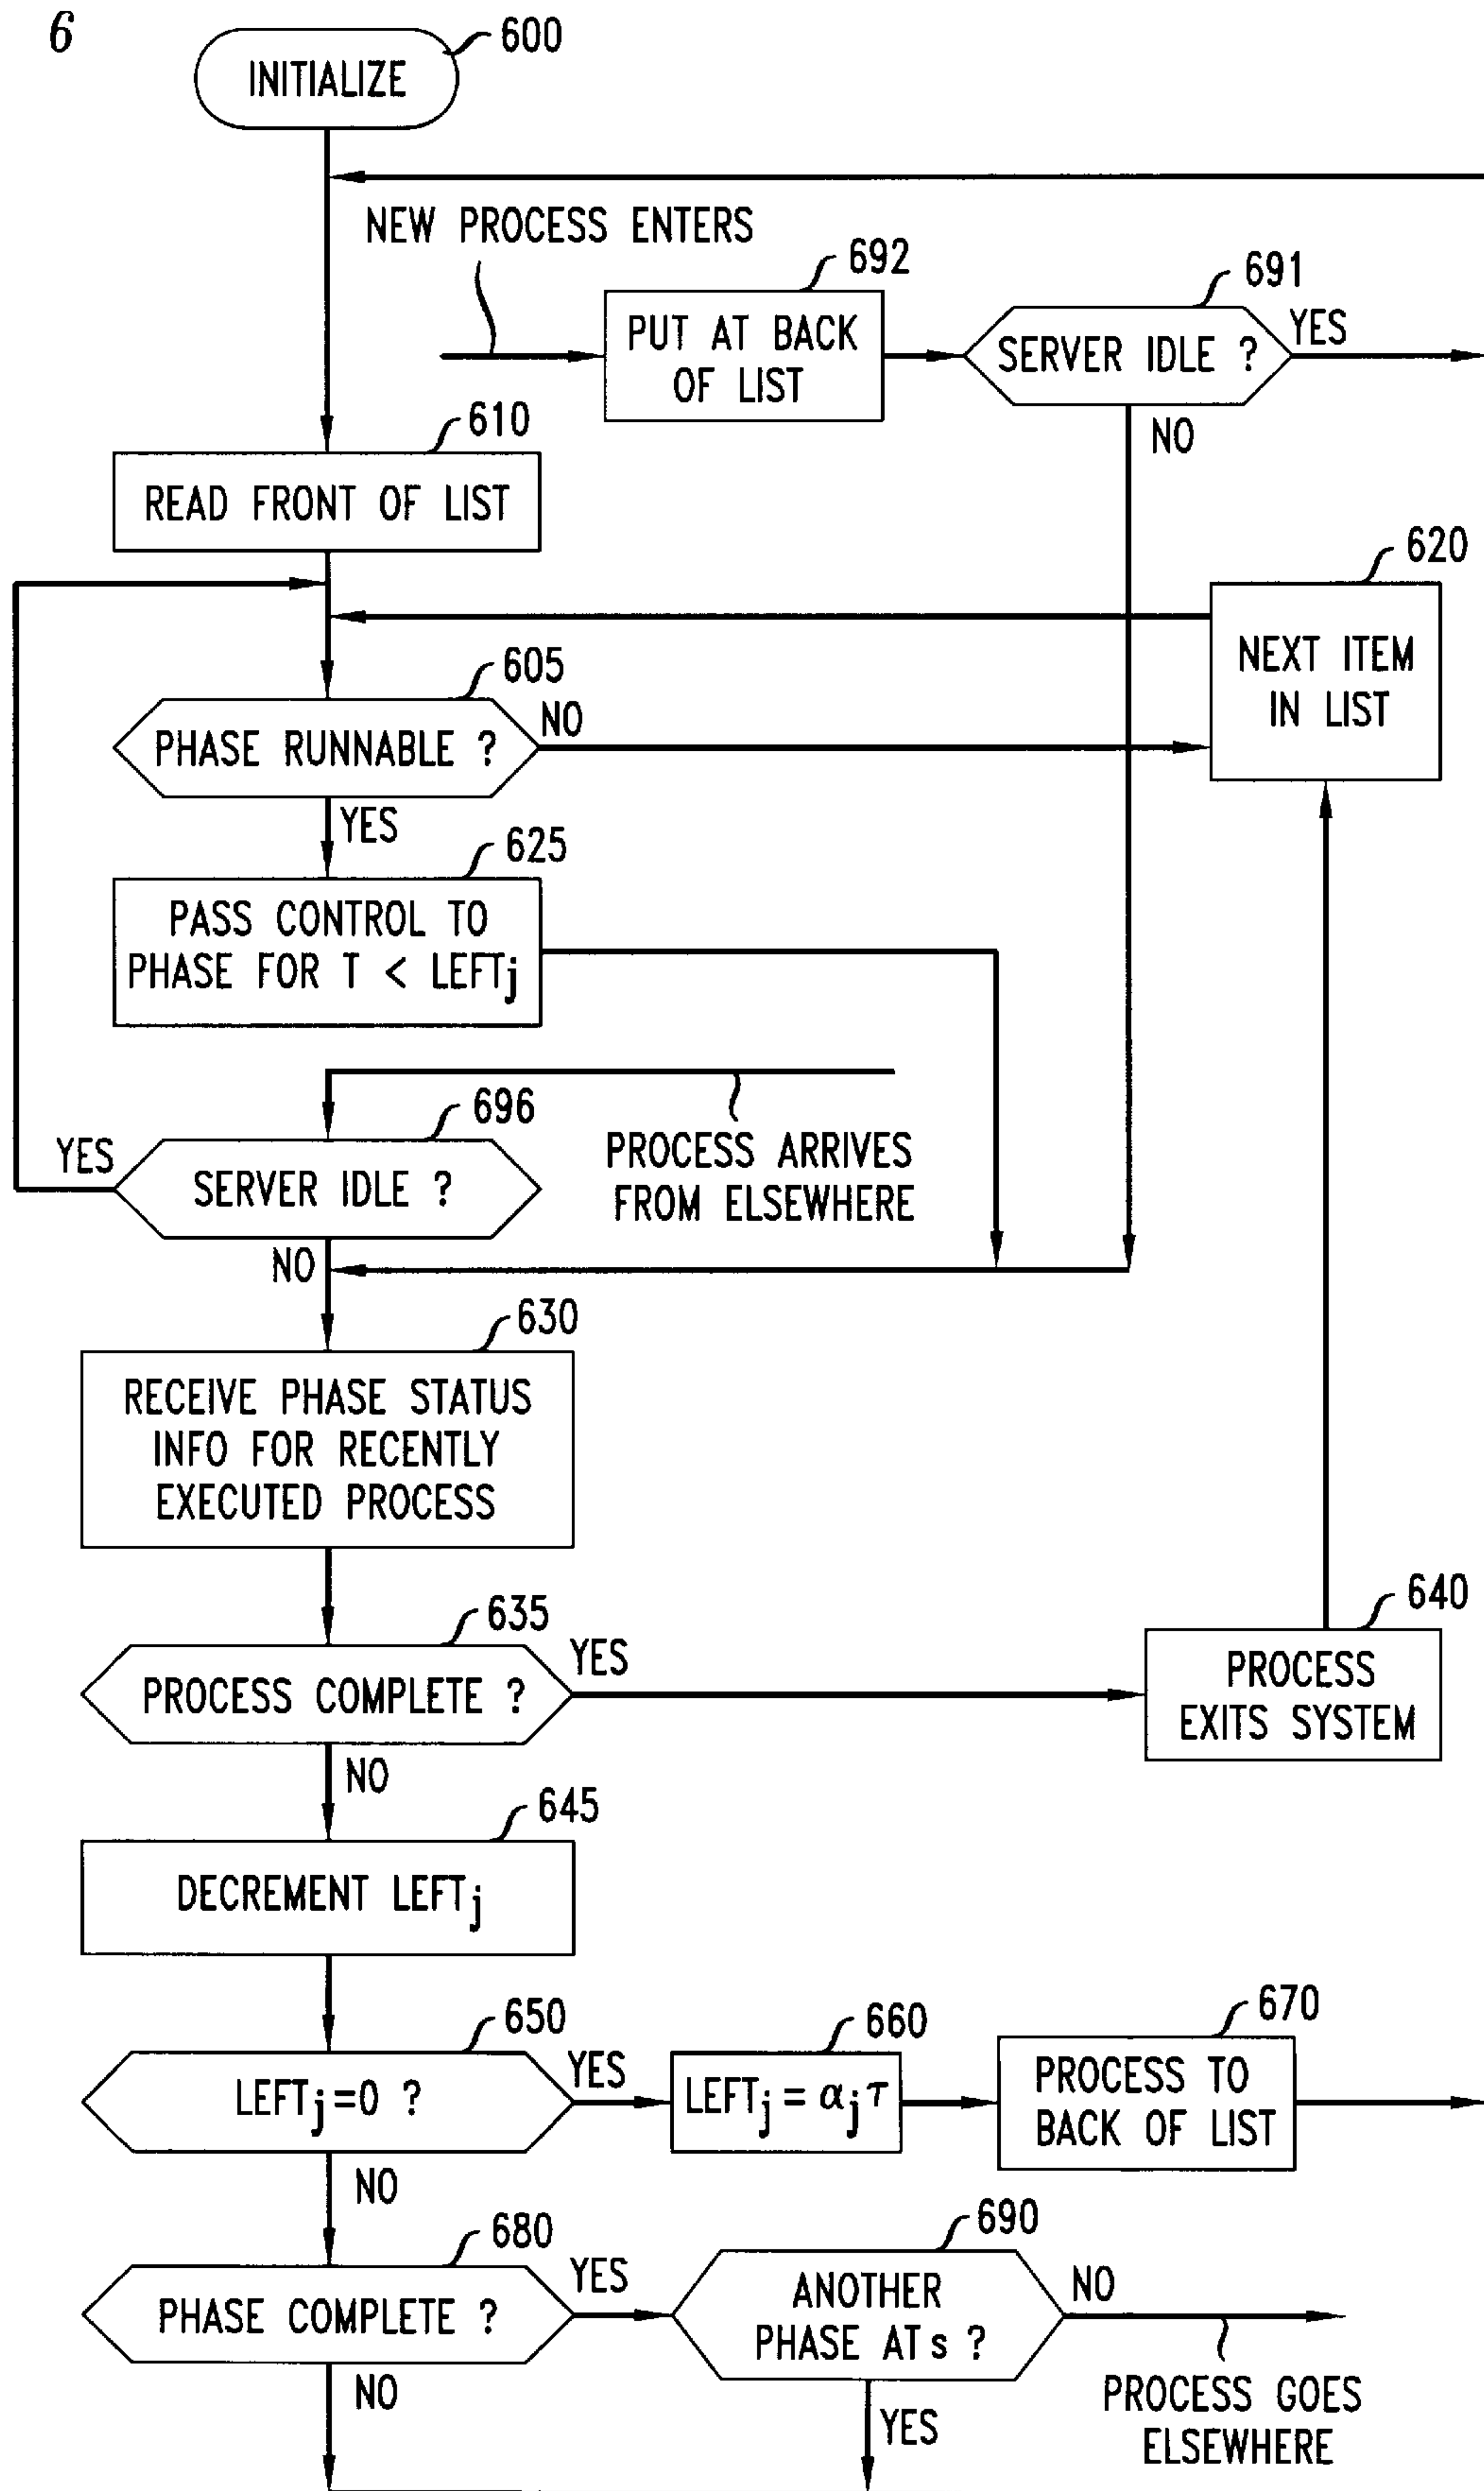 6
600
INITIALIZE
NEW PROCESS ENTERS
692
691
PUT AT BACK
OF LIST
SERVER IDLE ?
YES
NO
610
READ FRONT OF LIST
620
NEXT ITEM
IN LIST
605
PHASE RUNNABLE ?
NO
YES
625
PASS CONTROL TO
PHASE FOR T < LEFTj
696
YES
SERVER IDLE ?
PROCESS ARRIVES
FROM ELSEWHERE
NO
630
RECEIVE PHASE STATUS
INFO FOR RECENTLY
EXECUTED PROCESS
635
PROCESS COMPLETE ?
YES
640
PROCESS
EXITS SYSTEM
NO
645
DECREMENT LEFTj
650
LEFTj=0 ?
YES
660
LEFTj = αjτ
670
PROCESS TO
BACK OF LIST
NO
680
PHASE COMPLETE ?
YES
690
ANOTHER
PHASE AT s ?
NO
PROCESS GOES
ELSEWHERE
NO
YES